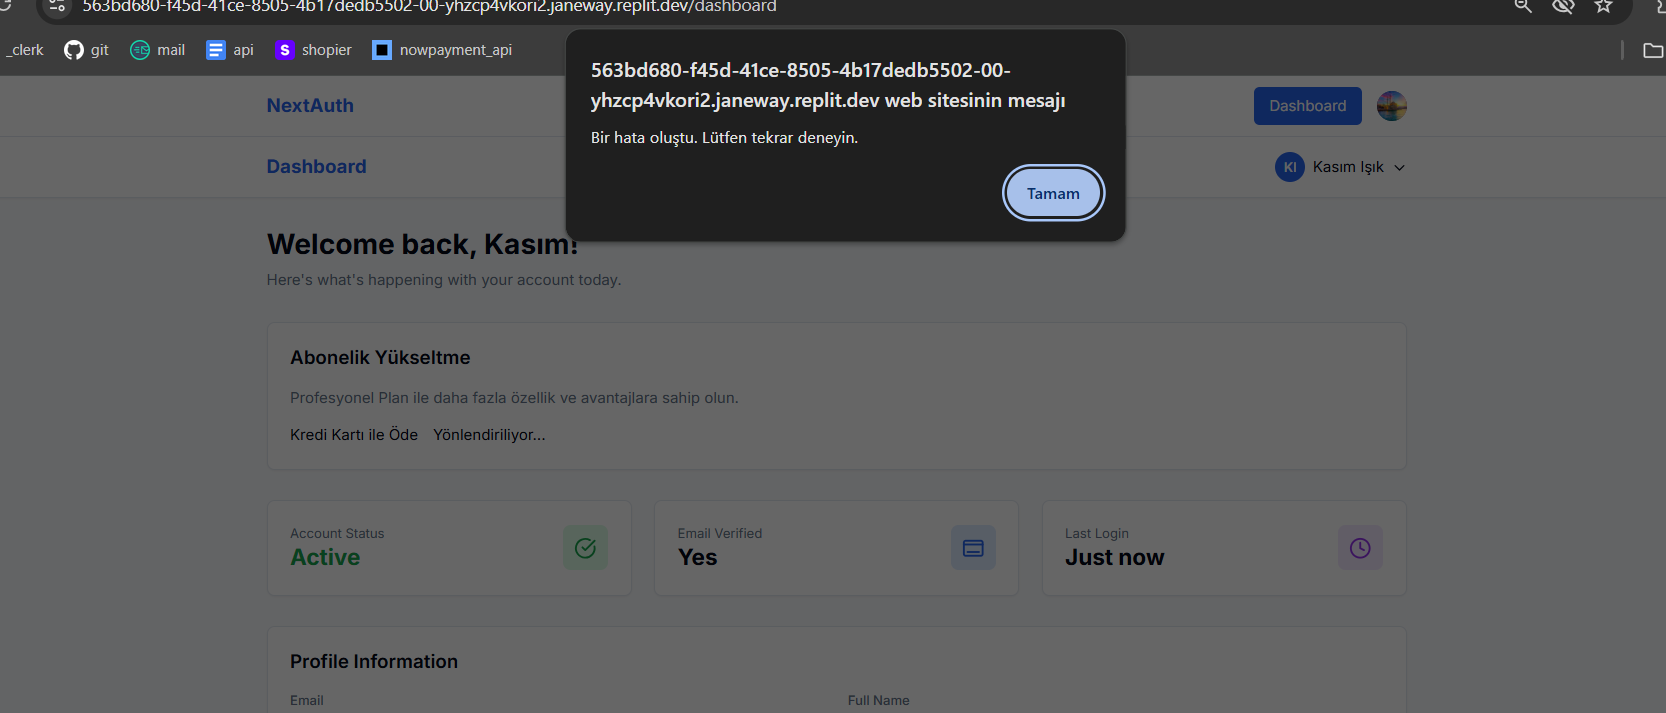 563bd680-f45d-41ce-8505-4b17dedb5502-00-yhzcp4vkori2.janeway.replit.dev/dashboard
_clerk git mail api S shopier nowpayment_api
563bd680-f45d-41ce-8505-4b17dedb5502-00-
yhzcp4vkori2.janeway.replit.dev web sitesinin mesajı
Bir hata oluştu. Lütfen tekrar deneyin.
Tamam
NextAuth
Dashboard
Dashboard
KI Kasım Işık
Welcome back, Kasım!
Here's what's happening with your account today.
Abonelik Yükseltme
Profesyonel Plan ile daha fazla özellik ve avantajlara sahip olun.
Kredi Kartı ile Öde Yönlendiriliyor...
Account Status
Active
Email Verified
Yes
Last Login
Just now
Profile Information
Email
Full Name